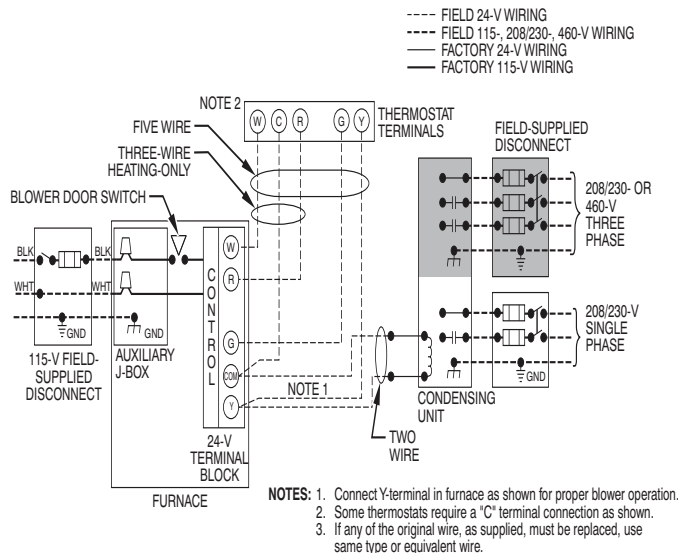 FIELD 24-V WIRING
FIELD 115-, 208/230-, 460-V WIRING
FACTORY 24-V WIRING
FACTORY 115-V WIRING
NOTE 2
W C R G Y
THERMOSTAT
TERMINALS
FIVE WIRE
THREE-WIRE
HEATING-ONLY
BLOWER DOOR SWITCH
FIELD-SUPPLIED
DISCONNECT
208/230- OR
460-V
THREE
PHASE
BLK
BLK
WHT
WHT
GND
GND
115-V FIELD-
SUPPLIED
DISCONNECT
AUXILIARY
J-BOX
CONTROL
W
R
G
COM
Y
NOTE 1
24-V
TERMINAL
BLOCK
FURNACE
TWO
WIRE
CONDENSING
UNIT
208/230-V
SINGLE
PHASE
GND
NOTES: 1. Connect Y-terminal in furnace as shown for proper blower operation.
2. Some thermostats require a "C" terminal connection as shown.
3. If any of the original wire, as supplied, must be replaced, use
same type or equivalent wire.